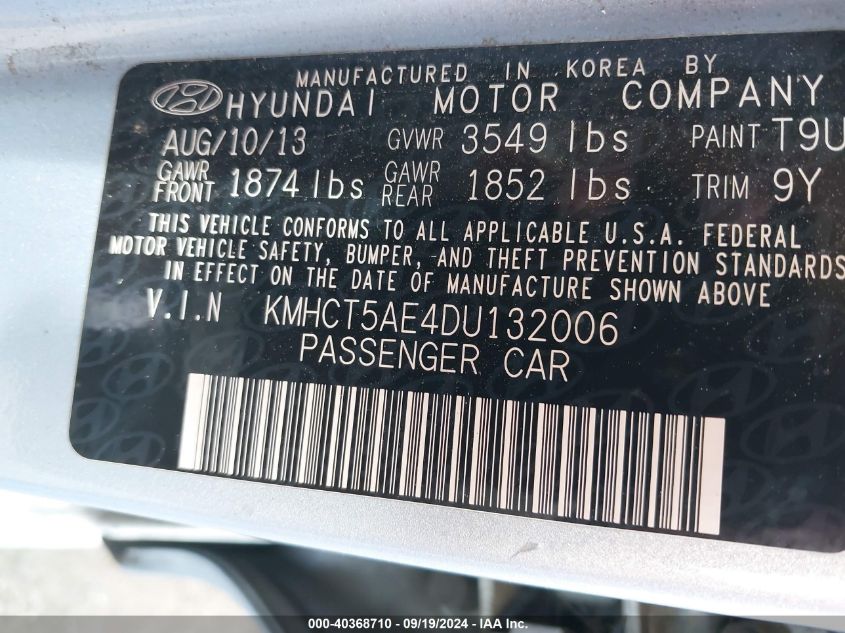 MANUFACTURED IN KOREA BY
HYUNDAI MOTOR COMPANY
AUG/10/13 GVWR 3549 lbs PAINT T9U
GAWR FRONT 1874 lbs GAWR REAR 1852 lbs TRIM 9Y
THIS VEHICLE CONFORMS TO ALL APPLICABLE U.S.A. FEDERAL
MOTOR VEHICLE SAFETY, BUMPER, AND THEFT PREVENTION STANDARDS
IN EFFECT ON THE DATE OF MANUFACTURE SHOWN ABOVE
V.I.N KMHCT5AE4DU132006
PASSENGER CAR
000-40368710 - 09/19/2024 - IAA Inc.